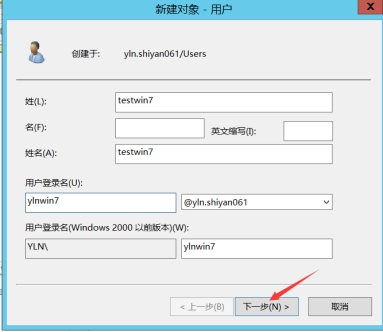 新建对象 - 用户
创建于: yln.shiyan061/Users
姓(L): testwin7
名(F): 英文缩写(I):
姓名(A): testwin7
用户登录名(U):
ylnwin7 @yln.shiyan061
用户登录名(Windows 2000 以前版本)(W):
YLN\ ylnwin7
< 上一步(B) 下一步(N) > 取消